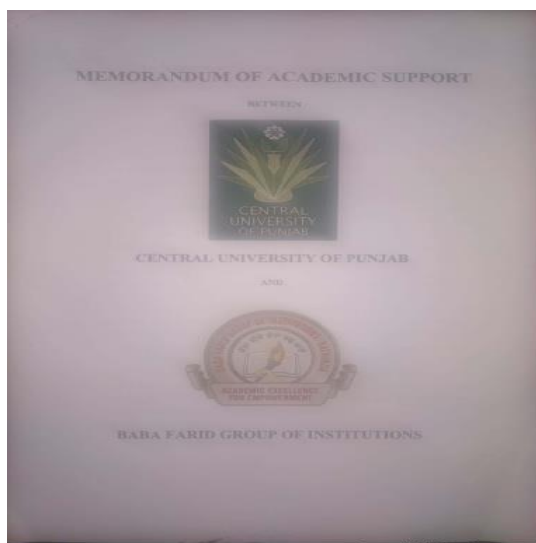 MEMORANDUM OF ACADEMIC SUPPORT
BETWEEN
CENTRAL
UNIVERSITY
OF PUNJAB
CENTRAL UNIVERSITY OF PUNJAB
AND
ACADEMIC EXCELLENCE
FOR EMPOWERMENT
BABA FARID GROUP OF INSTITUTIONS